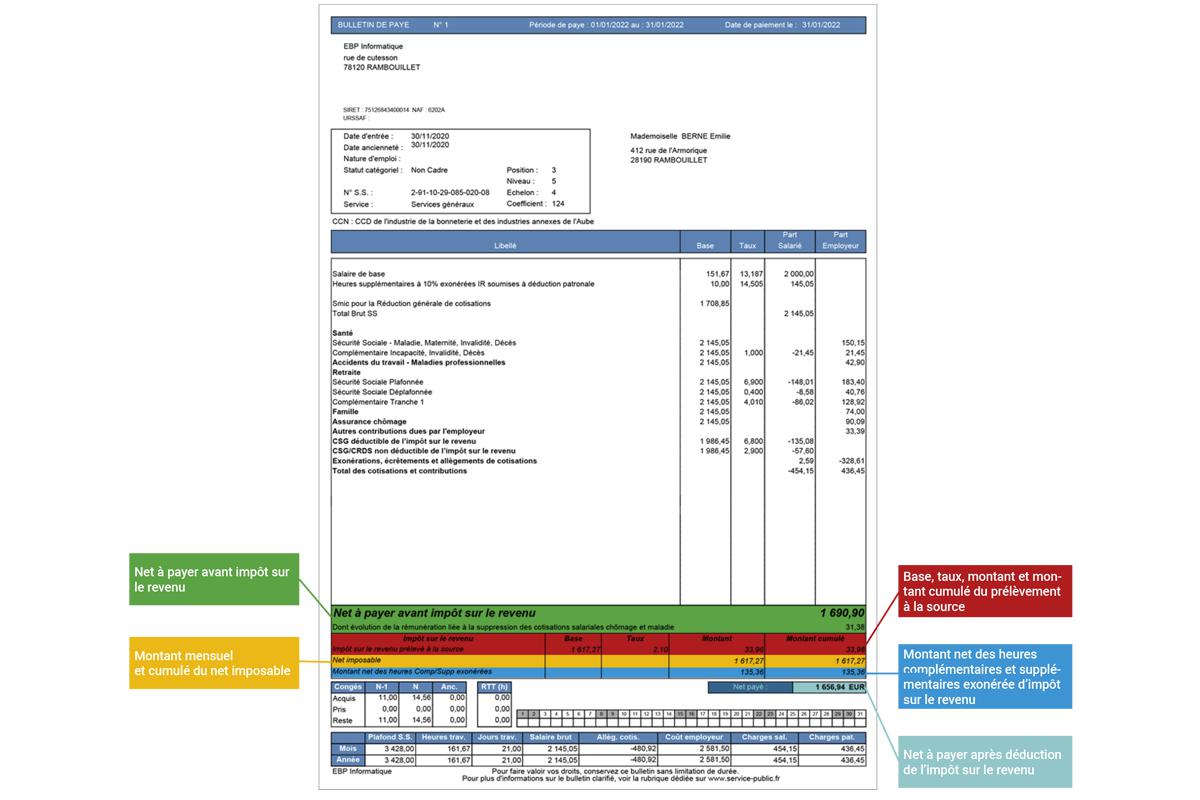 BULLETIN DE PAYE N° 1 Période de paye : 01/01/2022 au : 31/01/2022 Date de paiement le : 31/01/2022
EBP Informatique
rue de cutesson
78120 RAMBOUILLET
SIRET : 75126843400014 NAF : 6202A
URSSAF :
Date d'entrée : 30/11/2020
Date ancienneté : 30/11/2020
Nature d'emploi :
Statut catégoriel : Non Cadre Position : 3
Niveau : 5
N° S.S. : 2-91-10-29-085-020-08 Echelon : 4
Service : Services généraux Coefficient : 124
Mademoiselle BERNE Emilie
412 rue de l'Armorique
28190 RAMBOUILLET
CCN : CCD de l'industrie de la bonneterie et des industries annexes de l'Aube
Libellé Base Taux Part Salarié Part Employeur
Salaire de base 151,67 13,187 2 000,00
Heures supplémentaires à 10% exonérées IR soumises à déduction patronale 10,00 14,505 145,05
Smic pour la Réduction générale de cotisations 1 708,85
Total Brut SS 2 145,05
Santé
Sécurité Sociale - Maladie, Maternité, Invalidité, Décès 2 145,05 150,15
Complémentaire Incapacité, Invalidité, Décès 2 145,05 1,000 -21,45 21,45
Accidents du travail - Maladies professionnelles 2 145,05 42,90
Retraite
Sécurité Sociale Plafonnée 2 145,05 6,900 -148,01 183,40
Sécurité Sociale Déplafonnée 2 145,05 0,400 -8,58 40,76
Complémentaire Tranche 1 2 145,05 4,010 -86,02 128,92
Famille 2 145,05 74,00
Assurance chômage 2 145,05 90,09
Autres contributions dues par l'employeur 33,39
CSG déductible de l'impôt sur le revenu 1 986,45 6,800 -135,08
CSG/CRDS non déductible de l'impôt sur le revenu 1 986,45 2,900 -57,60
Exonérations, écrêtements et allègements de cotisations 2,59 -328,61
Total des cotisations et contributions -454,15 436,45
Net à payer avant impôt sur
le revenu
Montant mensuel
et cumulé du net imposable
Net à payer avant impôt sur le revenu 1 690,90
Dont évolution de la rémunération liée à la suppression des cotisations salariales chômage et maladie 31,38
Impôt sur le revenu Base Taux Montant Montant cumulé
Impôt sur le revenu prélevé à la source 1 617,27 2,10 33,96 33,96
Net imposable 1 617,27 1 617,27
Montant net des heures Comp/Supp exonérées 135,36 135,36
Base, taux, montant et mon-
tant cumulé du prélèvement
à la source
Montant net des heures
complémentaires et supplé-
mentaires exonérée d'impôt
sur le revenu
Net à payer après déduction
de l'impôt sur le revenu
Net payé : 1 656,94 EUR
Congés N-1 N Anc. RTT (h)
Acquis 11,00 14,56 0,00 0,00
Pris 0,00 0,00 0,00 0,00
Reste 11,00 14,56 0,00 0,00
1 2 3 4 5 6 7 8 9 10 11 12 13 14 15 16 17 18 19 20 21 22 23 24 25 26 27 28 29 30 31
Plafond S.S. Heures trav. Jours trav. Salaire brut Allég. cotis. Coût employeur Charges sal. Charges pat.
Mois 3 428,00 161,67 21,00 2 145,05 -480,92 2 581,50 454,15 436,45
Année 3 428,00 161,67 21,00 2 145,05 -480,92 2 581,50 454,15 436,45
EBP Informatique Pour faire valoir vos droits, conservez ce bulletin sans limitation de durée.
Pour plus d'informations sur le bulletin clarifié, voir la rubrique dédiée sur www.service-public.fr